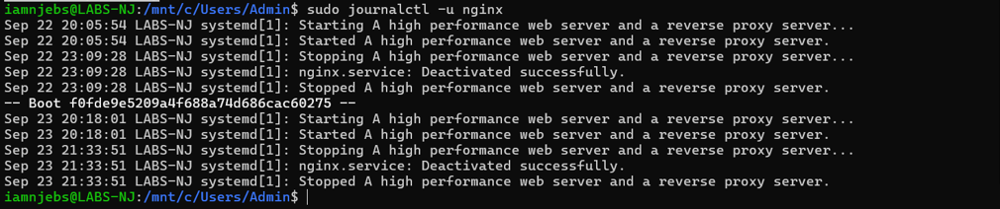 iamnjebs@LABS-NJ:/mnt/c/Users/Admin$ sudo journalctl -u nginx
Sep 22 20:05:54 LABS-NJ systemd[1]: Starting A high performance web server and a reverse proxy server...
Sep 22 20:05:54 LABS-NJ systemd[1]: Started A high performance web server and a reverse proxy server.
Sep 22 23:09:28 LABS-NJ systemd[1]: Stopping A high performance web server and a reverse proxy server...
Sep 22 23:09:28 LABS-NJ systemd[1]: nginx.service: Deactivated successfully.
Sep 22 23:09:28 LABS-NJ systemd[1]: Stopped A high performance web server and a reverse proxy server.
-- Boot f0fde9e5209a4f688a74d686cac60275 --
Sep 23 20:18:01 LABS-NJ systemd[1]: Starting A high performance web server and a reverse proxy server...
Sep 23 20:18:01 LABS-NJ systemd[1]: Started A high performance web server and a reverse proxy server.
Sep 23 21:33:51 LABS-NJ systemd[1]: Stopping A high performance web server and a reverse proxy server...
Sep 23 21:33:51 LABS-NJ systemd[1]: nginx.service: Deactivated successfully.
Sep 23 21:33:51 LABS-NJ systemd[1]: Stopped A high performance web server and a reverse proxy server.
iamnjebs@LABS-NJ:/mnt/c/Users/Admin$